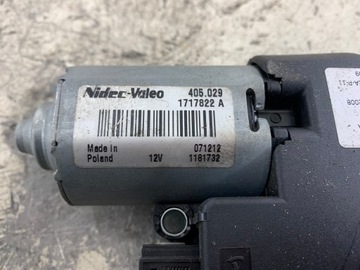 Nidec-Valeo 405.029
1717822 A
Made in 071212
Poland 12V 1181732